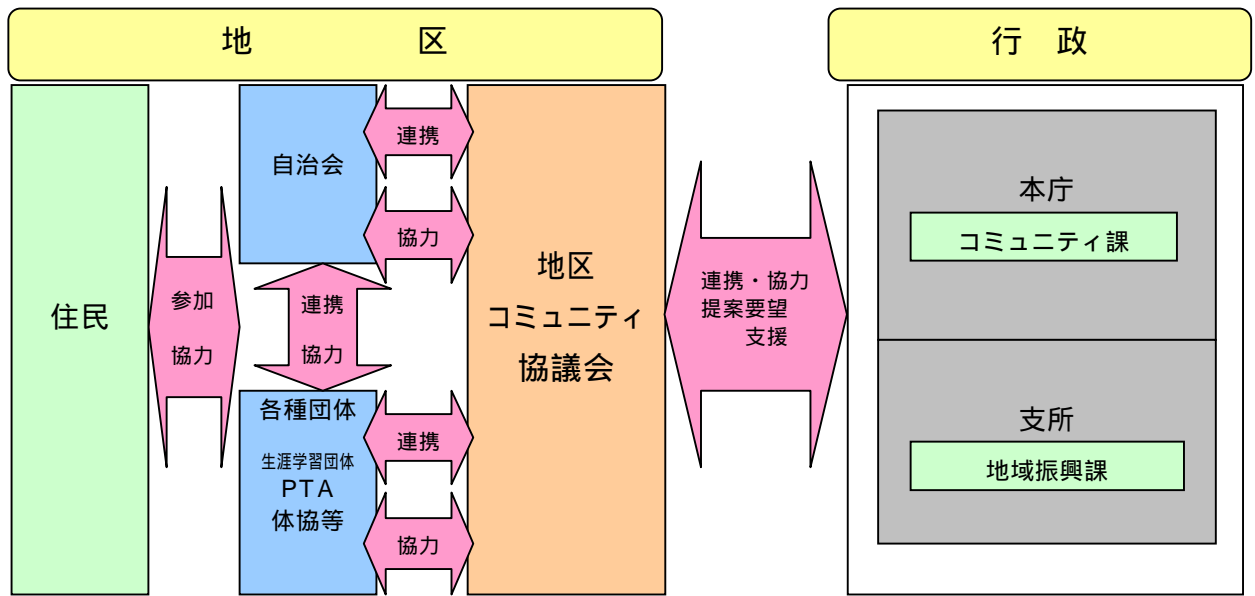 地　区
行　政
住民
参加
協力
自治会
連携
協力
連携
協力
各種団体
生涯学習団体
PTA
体協等
連携
協力
地区
コミュニティ
協議会
連携・協力
提案要望
支援
本庁
コミュニティ課
支所
地域振興課